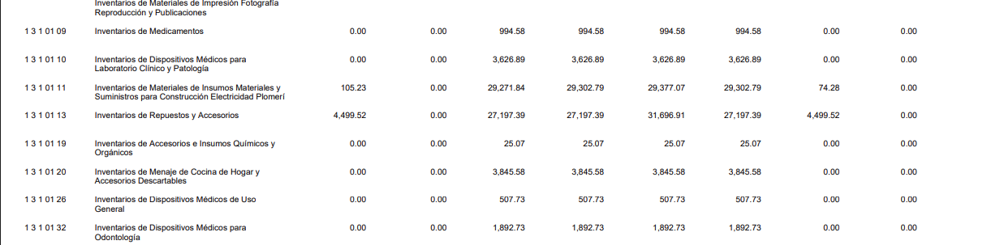 Inventarios de Materiales de Impresión Fotografía
Reproducción y Publicaciones
1 3 1 01 09 Inventarios de Medicamentos 0.00 0.00 994.58 994.58 994.58 994.58 0.00 0.00
1 3 1 01 10 Inventarios de Dispositivos Médicos para 0.00 0.00 3,626.89 3,626.89 3,626.89 3,626.89 0.00 0.00
Laboratorio Clínico y Patología
1 3 1 01 11 Inventarios de Materiales de Insumos Materiales y 105.23 0.00 29,271.84 29,302.79 29,377.07 29,302.79 74.28 0.00
Suministros para Construcción Electricidad Plomerí
1 3 1 01 13 Inventarios de Repuestos y Accesorios 4,499.52 0.00 27,197.39 27,197.39 31,696.91 27,197.39 4,499.52 0.00
1 3 1 01 19 Inventarios de Accesorios e Insumos Químicos y 0.00 0.00 25.07 25.07 25.07 25.07 0.00 0.00
Orgánicos
1 3 1 01 20 Inventarios de Menaje de Cocina de Hogar y 0.00 0.00 3,845.58 3,845.58 3,845.58 3,845.58 0.00 0.00
Accesorios Descartables
1 3 1 01 26 Inventarios de Dispositivos Médicos de Uso 0.00 0.00 507.73 507.73 507.73 507.73 0.00 0.00
General
1 3 1 01 32 Inventarios de Dispositivos Médicos para 0.00 0.00 1,892.73 1,892.73 1,892.73 1,892.73 0.00 0.00
Odontología